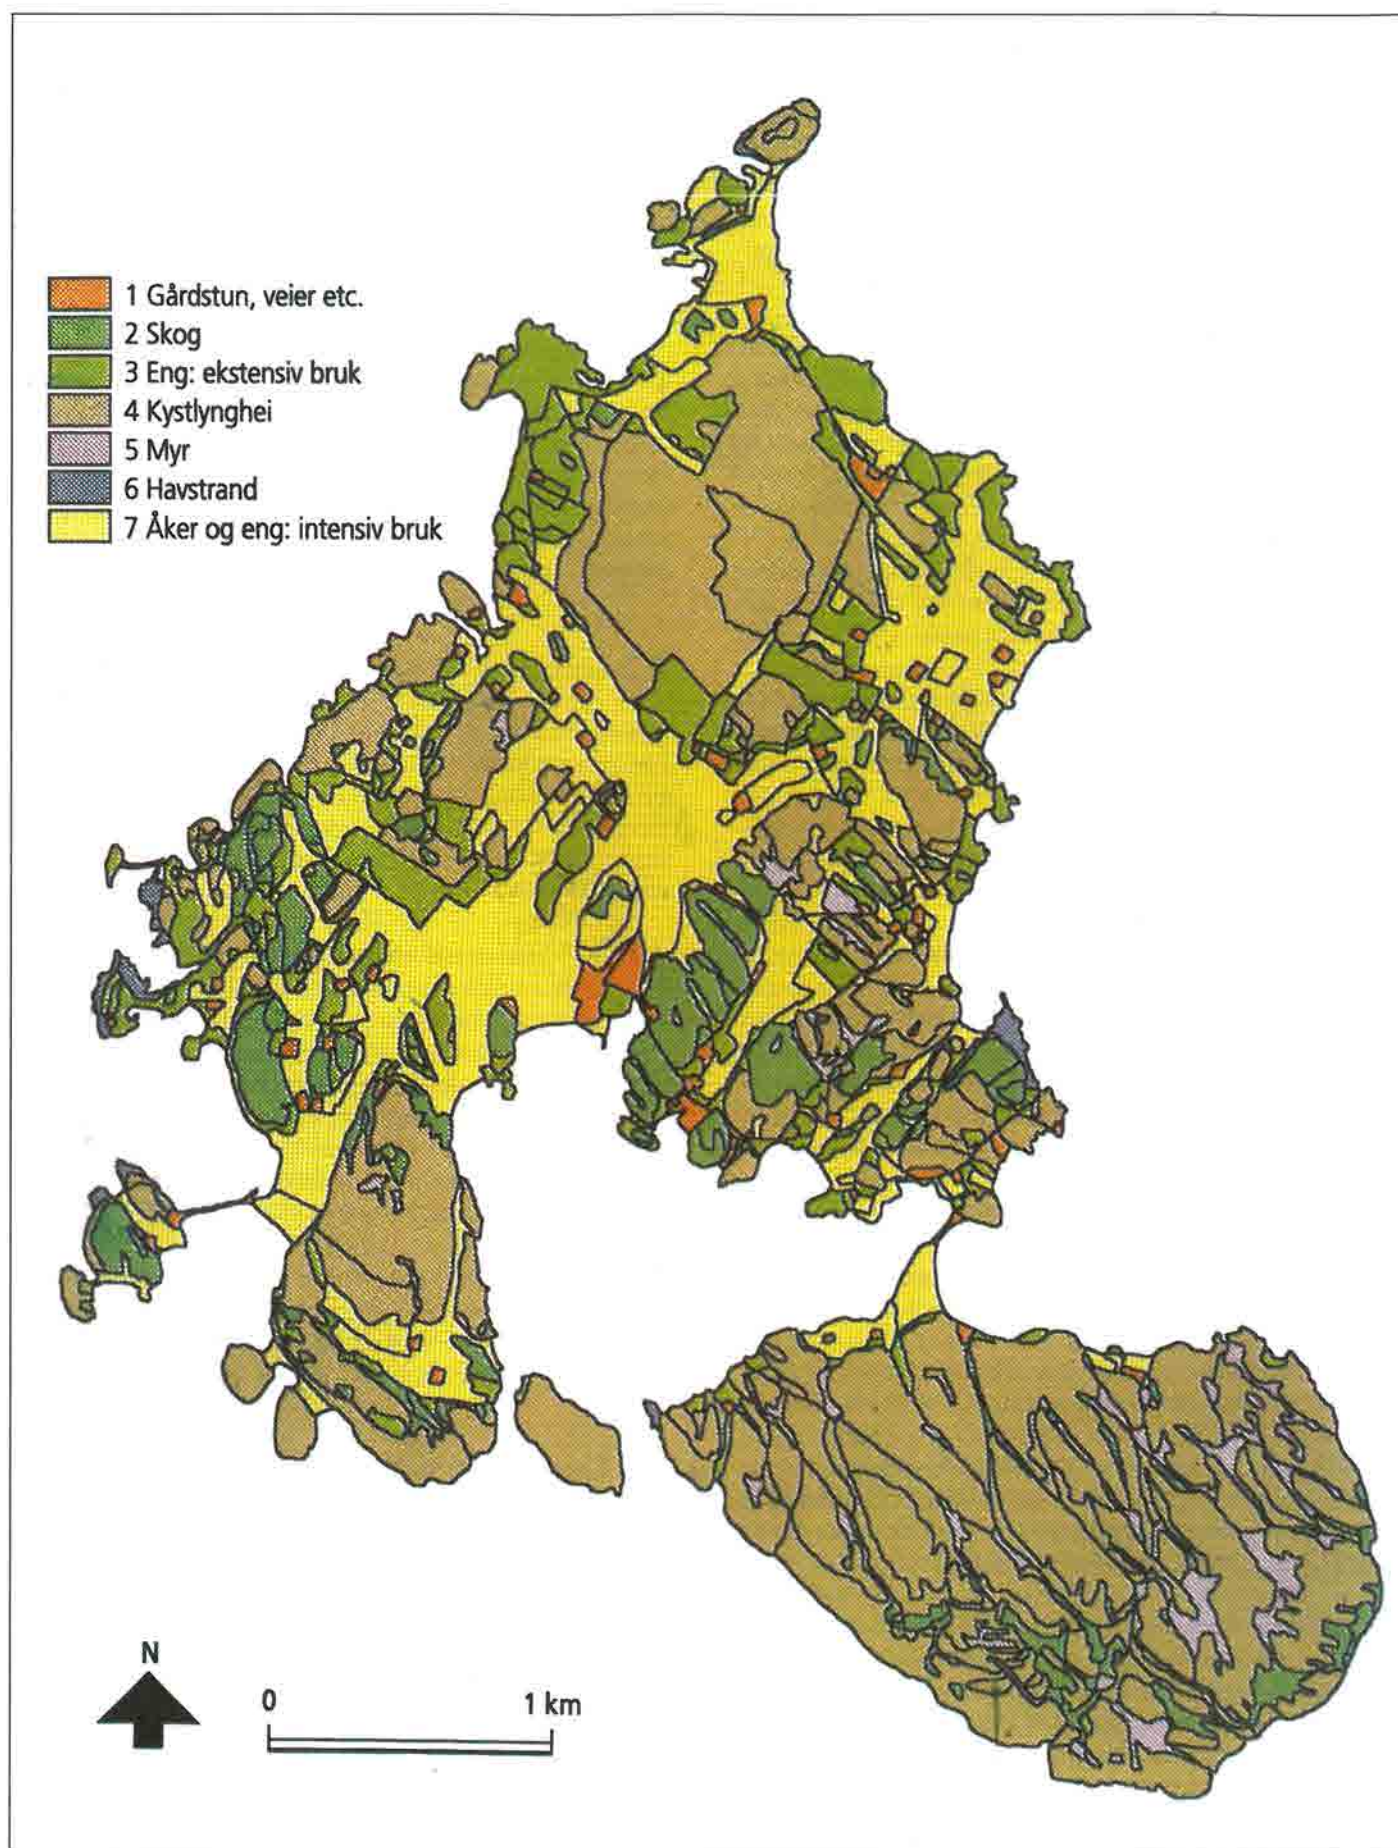 1 Gårdstun, veier etc.
2 Skog
3 Eng: ekstensiv bruk
4 Kystlynghei
5 Myr
6 Havstrand
7 Åker og eng: intensiv bruk
N
0 1 km